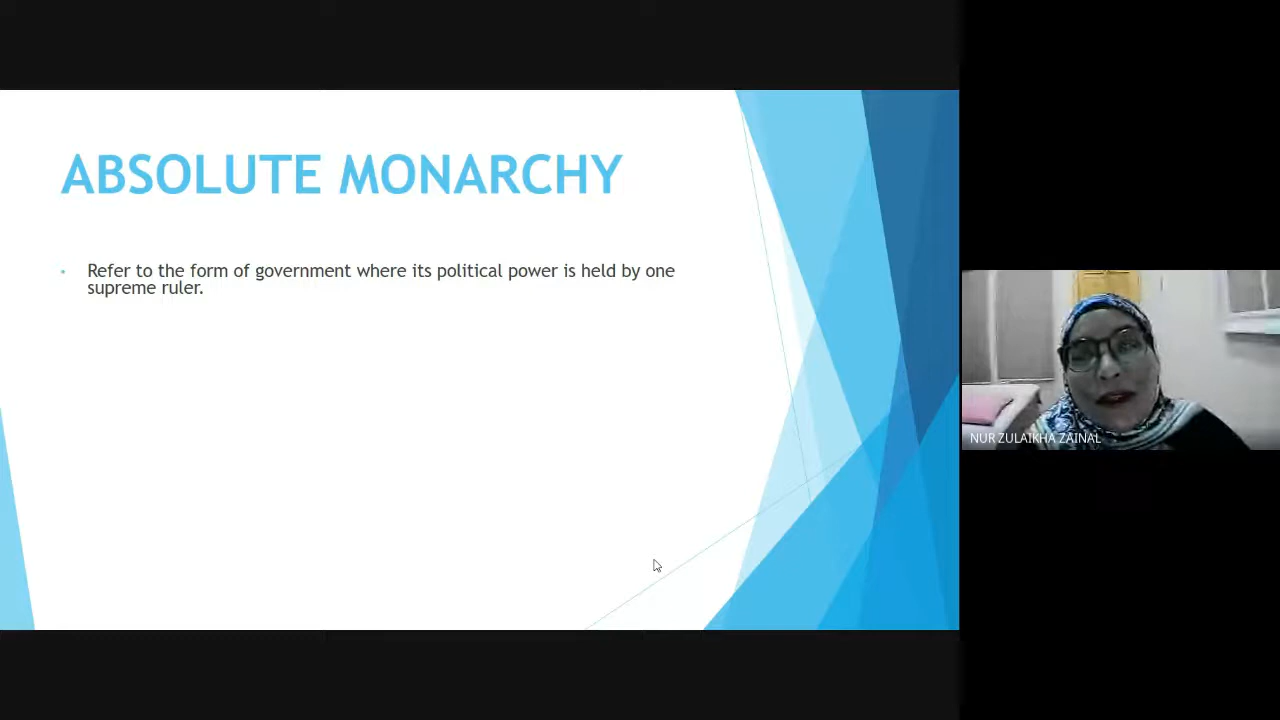 ABSOLUTE MONARCHY
• Refer to the form of government where its political power is held by one
supreme ruler.
NUR ZULAIKHA ZAINAL